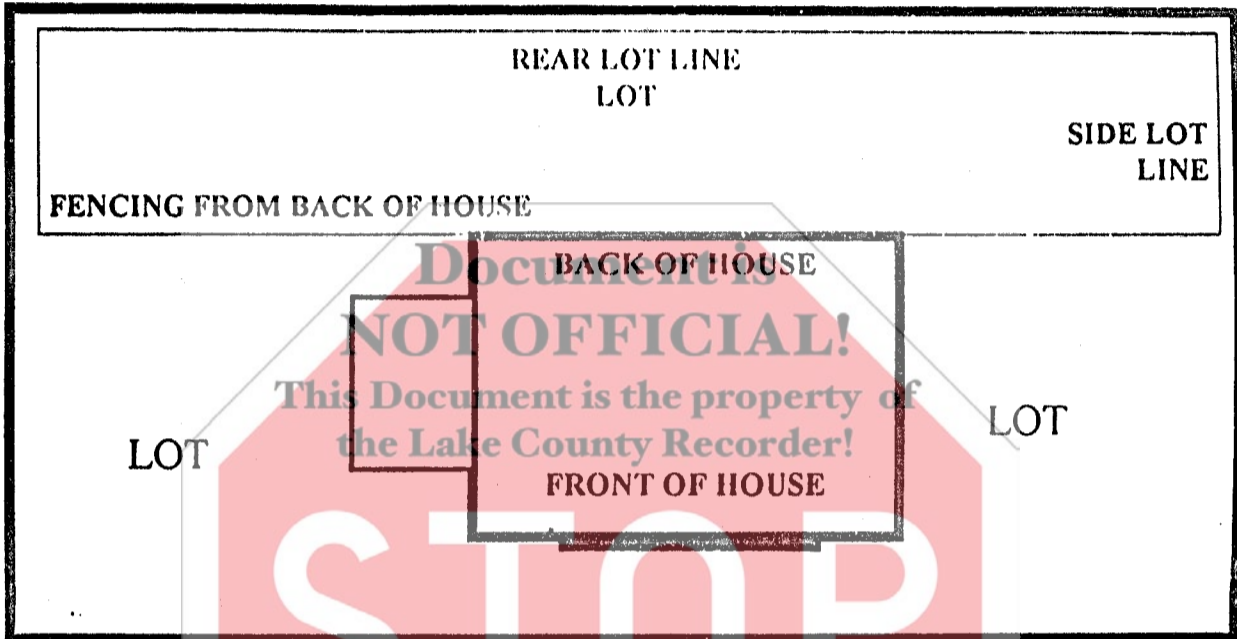 REAR LOT LINE
LOT
SIDE LOT
LINE
FENCING FROM BACK OF HOUSE
BACK OF HOUSE
Document is
NOT OFFICIAL!
This Document is the property of
the Lake County Recorder!
LOT
LOT
FRONT OF HOUSE
STOP